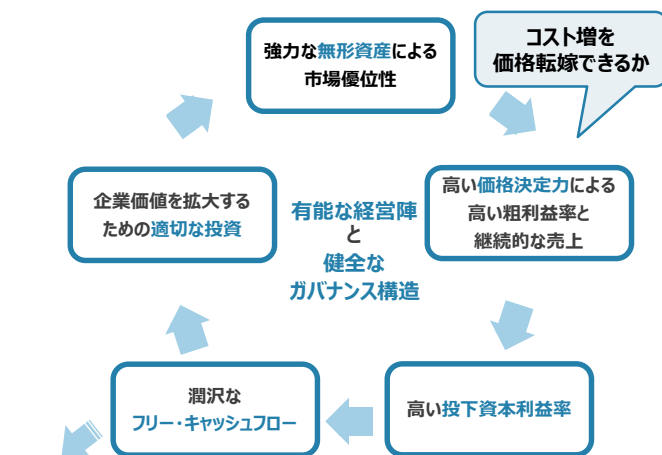 強力な無形資産による
市場優位性
コスト増を
価格転嫁できるか
企業価値を拡大する
ための適切な投資
有能な経営陣
と
健全な
ガバナンス構造
高い価格決定力による
高い粗利益率と
継続的な売上
潤沢な
フリー・キャッシュフロー
高い投下資本利益率